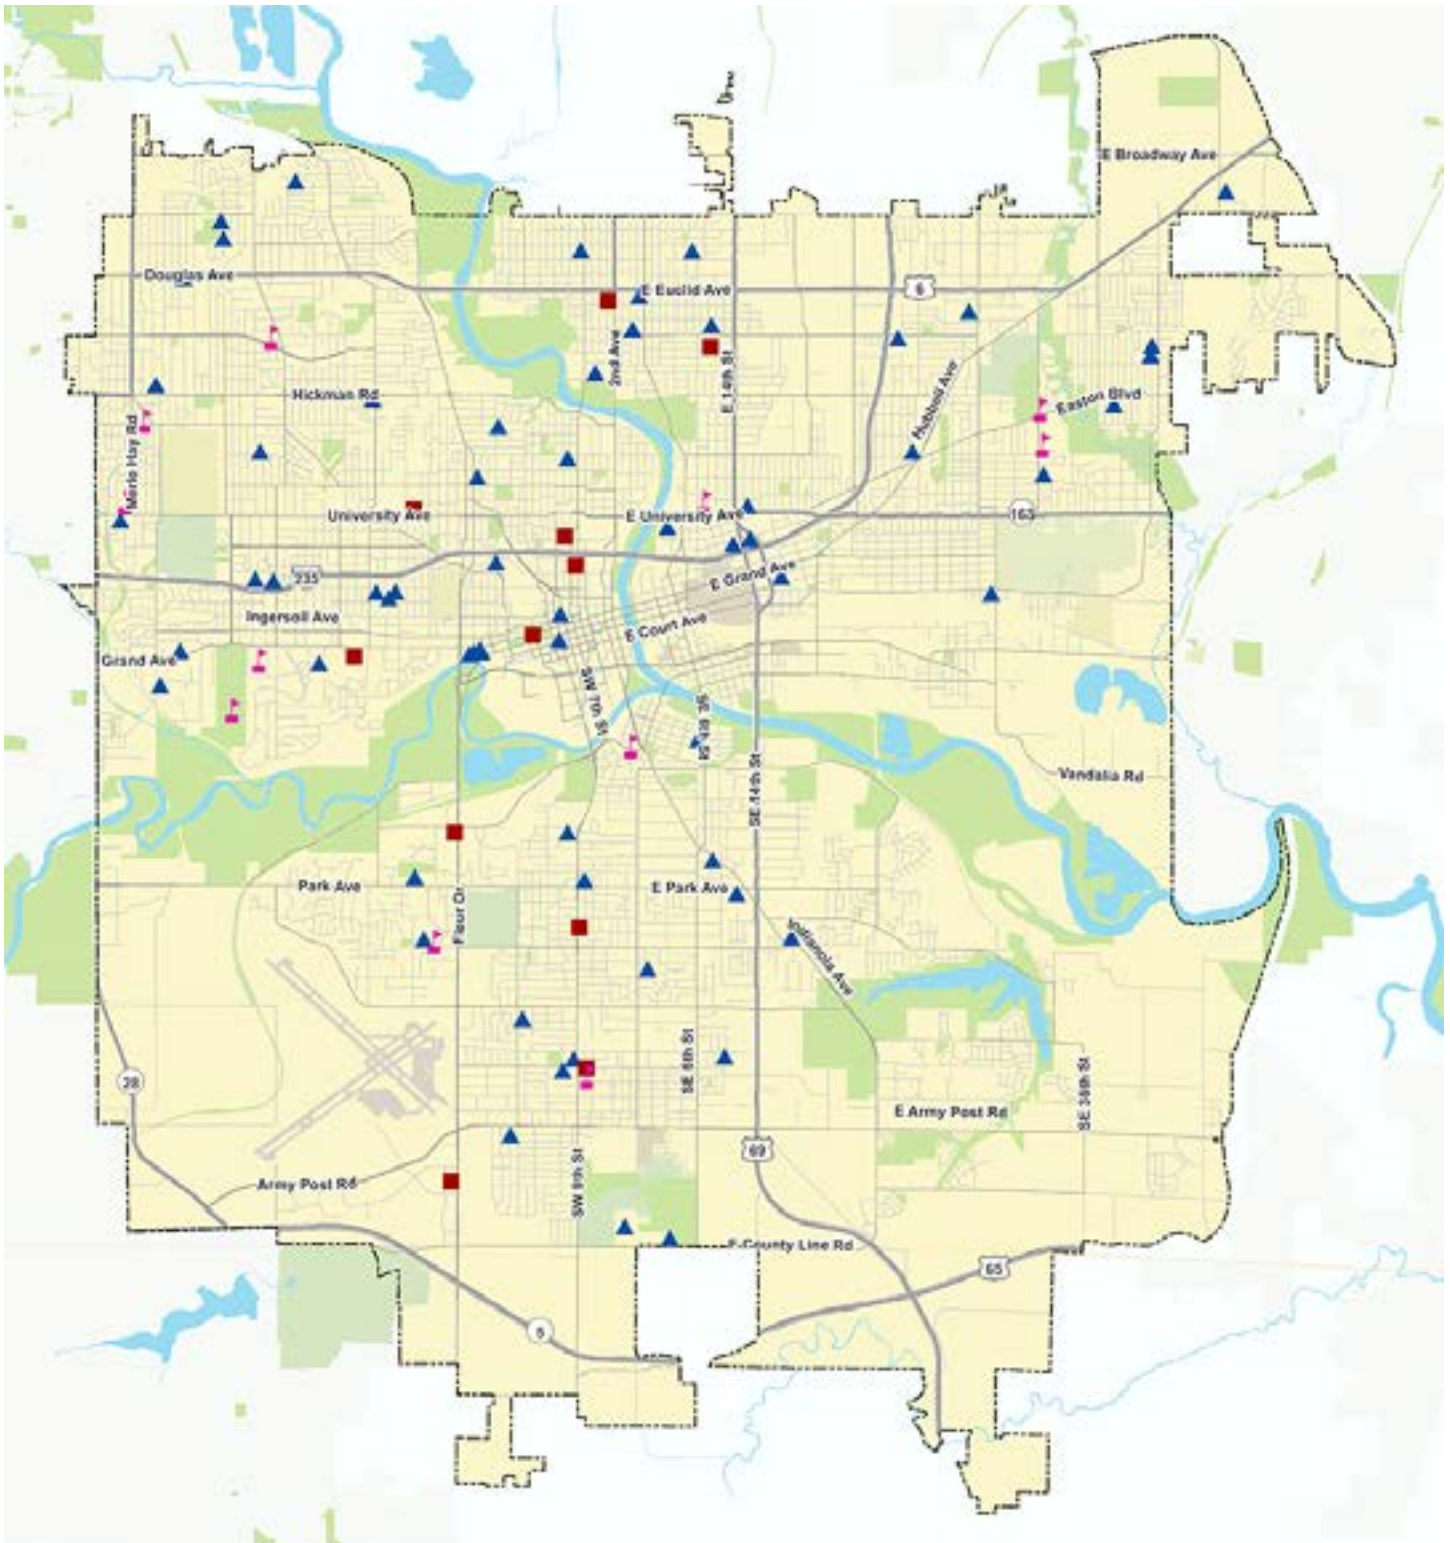 E Broadway Ave
Douglas Ave
E Euclid Ave
6
2nd Ave
E 14th St
Hickman Rd
Hubbell Ave
Easton Blvd
Merle Hay Rd
University Ave
E University Ave
163
235
E Grand Ave
Ingersoll Ave
E Court Ave
Grand Ave
SW 7th St
SE 6th St
SE 14th St
Vandalia Rd
Park Ave
E Park Ave
Fleur Dr
Indianola Ave
28
SE 6th St
SE 36th St
E Army Post Rd
69
Army Post Rd
SW 9th St
E County Line Rd
65
5